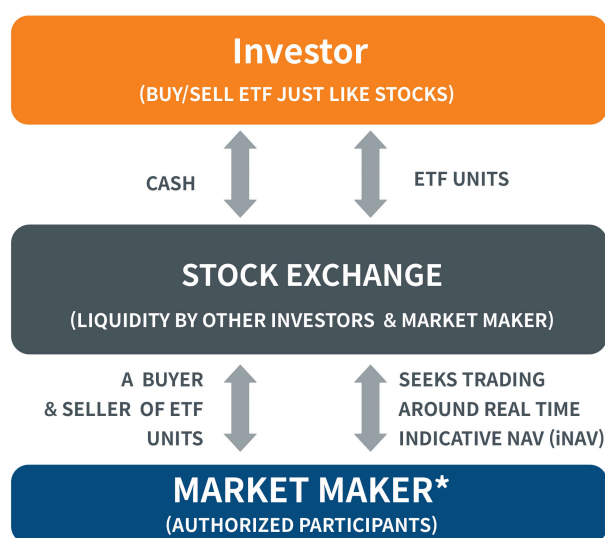 Investor
(BUY/SELL ETF JUST LIKE STOCKS)
CASH
ETF UNITS
STOCK EXCHANGE
(LIQUIDITY BY OTHER INVESTORS & MARKET MAKER)
A BUYER
& SELLER OF ETF
UNITS
SEEKS TRADING
AROUND REAL TIME
INDICATIVE NAV (iNAV)
MARKET MAKER*
(AUTHORIZED PARTICIPANTS)